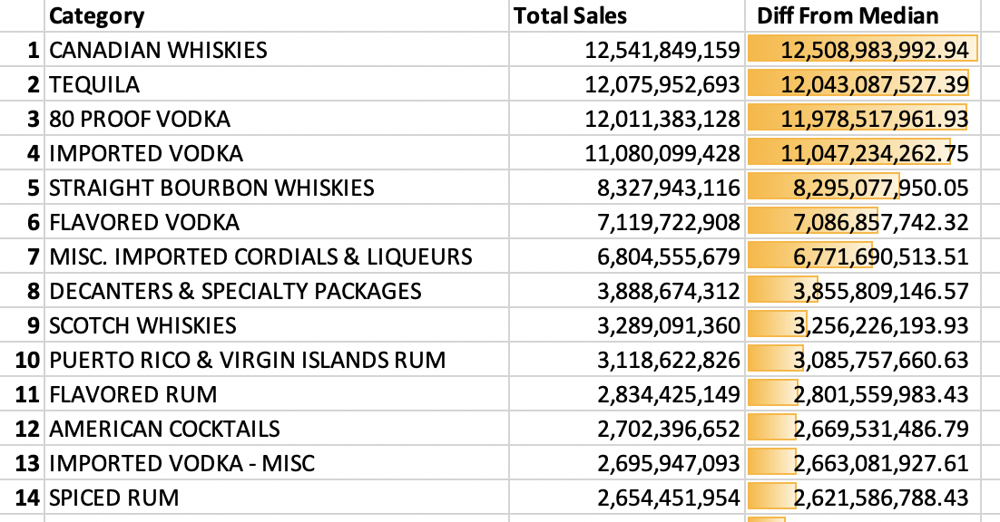 Category Total Sales Diff From Median
1 CANADIAN WHISKIES 12,541,849,159 12,508,983,992.94
2 TEQUILA 12,075,952,693 12,043,087,527.39
3 80 PROOF VODKA 12,011,383,128 11,978,517,961.93
4 IMPORTED VODKA 11,080,099,428 11,047,234,262.75
5 STRAIGHT BOURBON WHISKIES 8,327,943,116 8,295,077,950.05
6 FLAVORED VODKA 7,119,722,908 7,086,857,742.32
7 MISC. IMPORTED CORDIALS & LIQUEURS 6,804,555,679 6,771,690,513.51
8 DECANTERS & SPECIALTY PACKAGES 3,888,674,312 3,855,809,146.57
9 SCOTCH WHISKIES 3,289,091,360 3,256,226,193.93
10 PUERTO RICO & VIRGIN ISLANDS RUM 3,118,622,826 3,085,757,660.63
11 FLAVORED RUM 2,834,425,149 2,801,559,983.43
12 AMERICAN COCKTAILS 2,702,396,652 2,669,531,486.79
13 IMPORTED VODKA - MISC 2,695,947,093 2,663,081,927.61
14 SPICED RUM 2,654,451,954 2,621,586,788.43